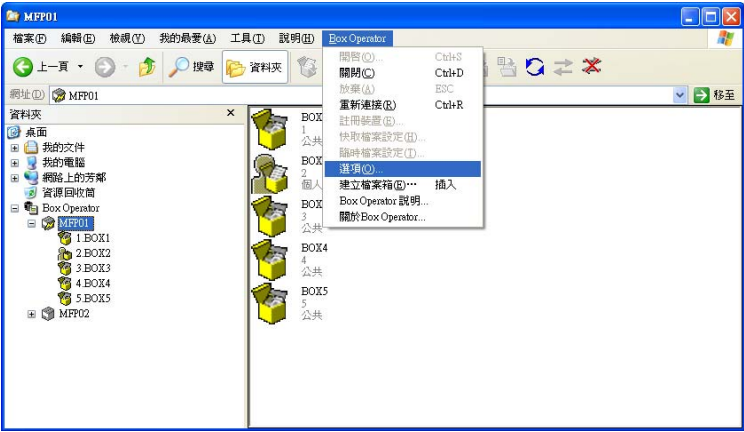 MFP01
檔案(F) 編輯(E) 檢視(V) 我的最愛(A) 工具(T) 說明(H) Box Operator
上一頁 搜尋 資料夾
網址(D) MFP01 移至
資料夾 ×
桌面
我的文件
我的電腦
網路上的芳鄰
資源回收筒
Box Operator
MFP01
1.BOX1
2.BOX2
3.BOX3
4.BOX4
5.BOX5
MFP02
開啓(O)... Ctrl+S
關閉(C) Ctrl+D
放棄(A) ESC
重新連接(R) Ctrl+R
註冊裝置(E)...
快取檔案設定(H)...
臨時檔案設定(T)...
選項(O)...
建立檔案箱(E)… 插入
Box Operator 說明...
關於Box Operator...
BOX
1
公共
BOX
2
個人
BOX
3
公共
BOX4
4
公共
BOX5
5
公共